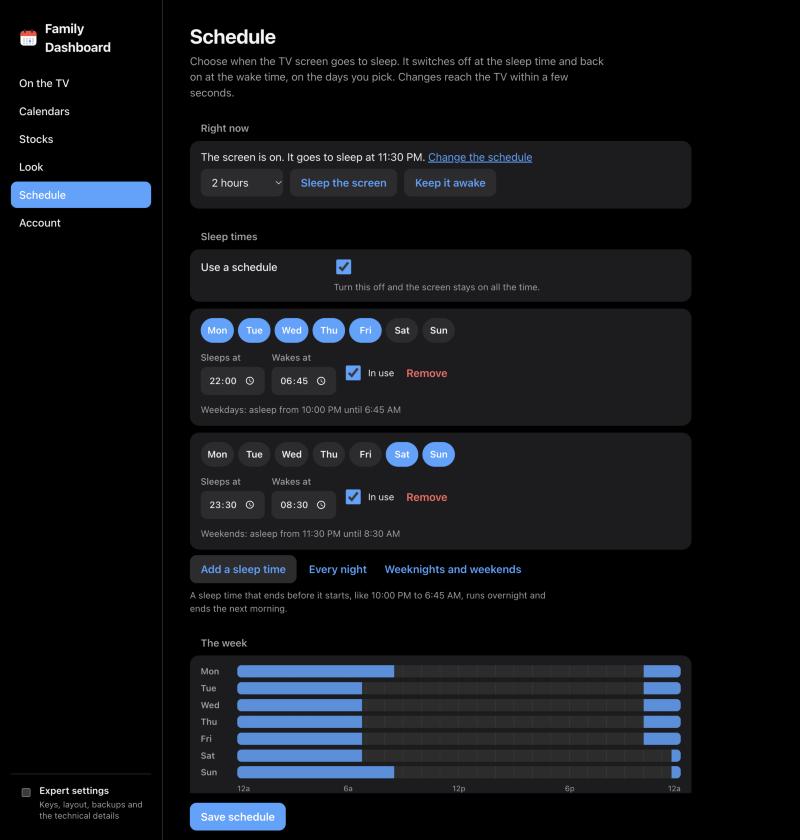 Family
Dashboard
On the TV
Calendars
Stocks
Look
Schedule
Account
Expert settings
Keys, layout, backups and
the technical details
Schedule
Choose when the TV screen goes to sleep. It switches off at the sleep time and back
on at the wake time, on the days you pick. Changes reach the TV within a few
seconds.
Right now
The screen is on. It goes to sleep at 11:30 PM. Change the schedule
2 hours Sleep the screen Keep it awake
Sleep times
Use a schedule
Turn this off and the screen stays on all the time.
Mon Tue Wed Thu Fri Sat Sun
Sleeps at Wakes at
22:00 06:45 In use Remove
Weekdays: asleep from 10:00 PM until 6:45 AM
Mon Tue Wed Thu Fri Sat Sun
Sleeps at Wakes at
23:30 08:30 In use Remove
Weekends: asleep from 11:30 PM until 8:30 AM
Add a sleep time Every night Weeknights and weekends
A sleep time that ends before it starts, like 10:00 PM to 6:45 AM, runs overnight and
ends the next morning.
The week
Mon
Tue
Wed
Thu
Fri
Sat
Sun
12a 6a 12p 6p 12a
Save schedule